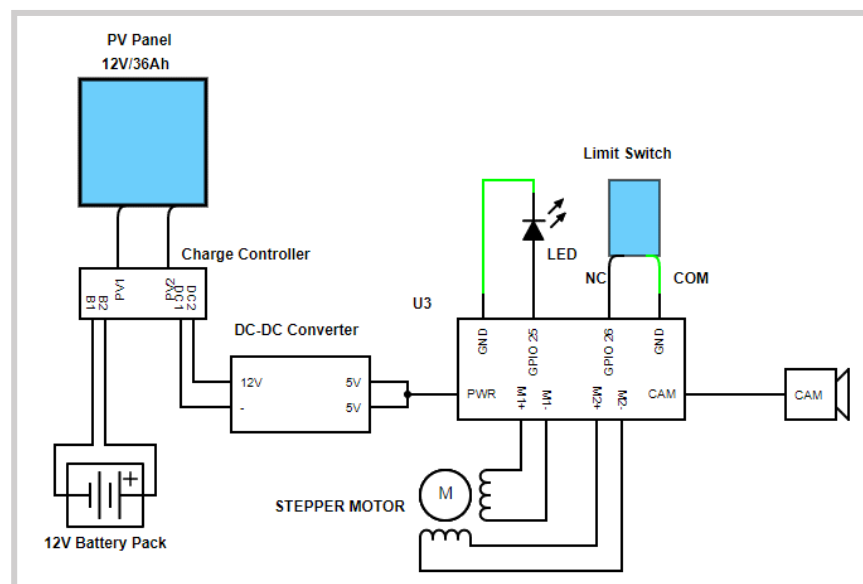 PV Panel
12V/36Ah
Limit Switch
Charge Controller
LED
NC
COM
B1
B2
PV1
PV2
DC1
DC2
U3
DC-DC Converter
GND
GPIO 25
GPIO 26
GND
12V
5V
-
5V
PWR
M1+
M1-
M2+
M2-
CAM
CAM
+
M
STEPPER MOTOR
12V Battery Pack